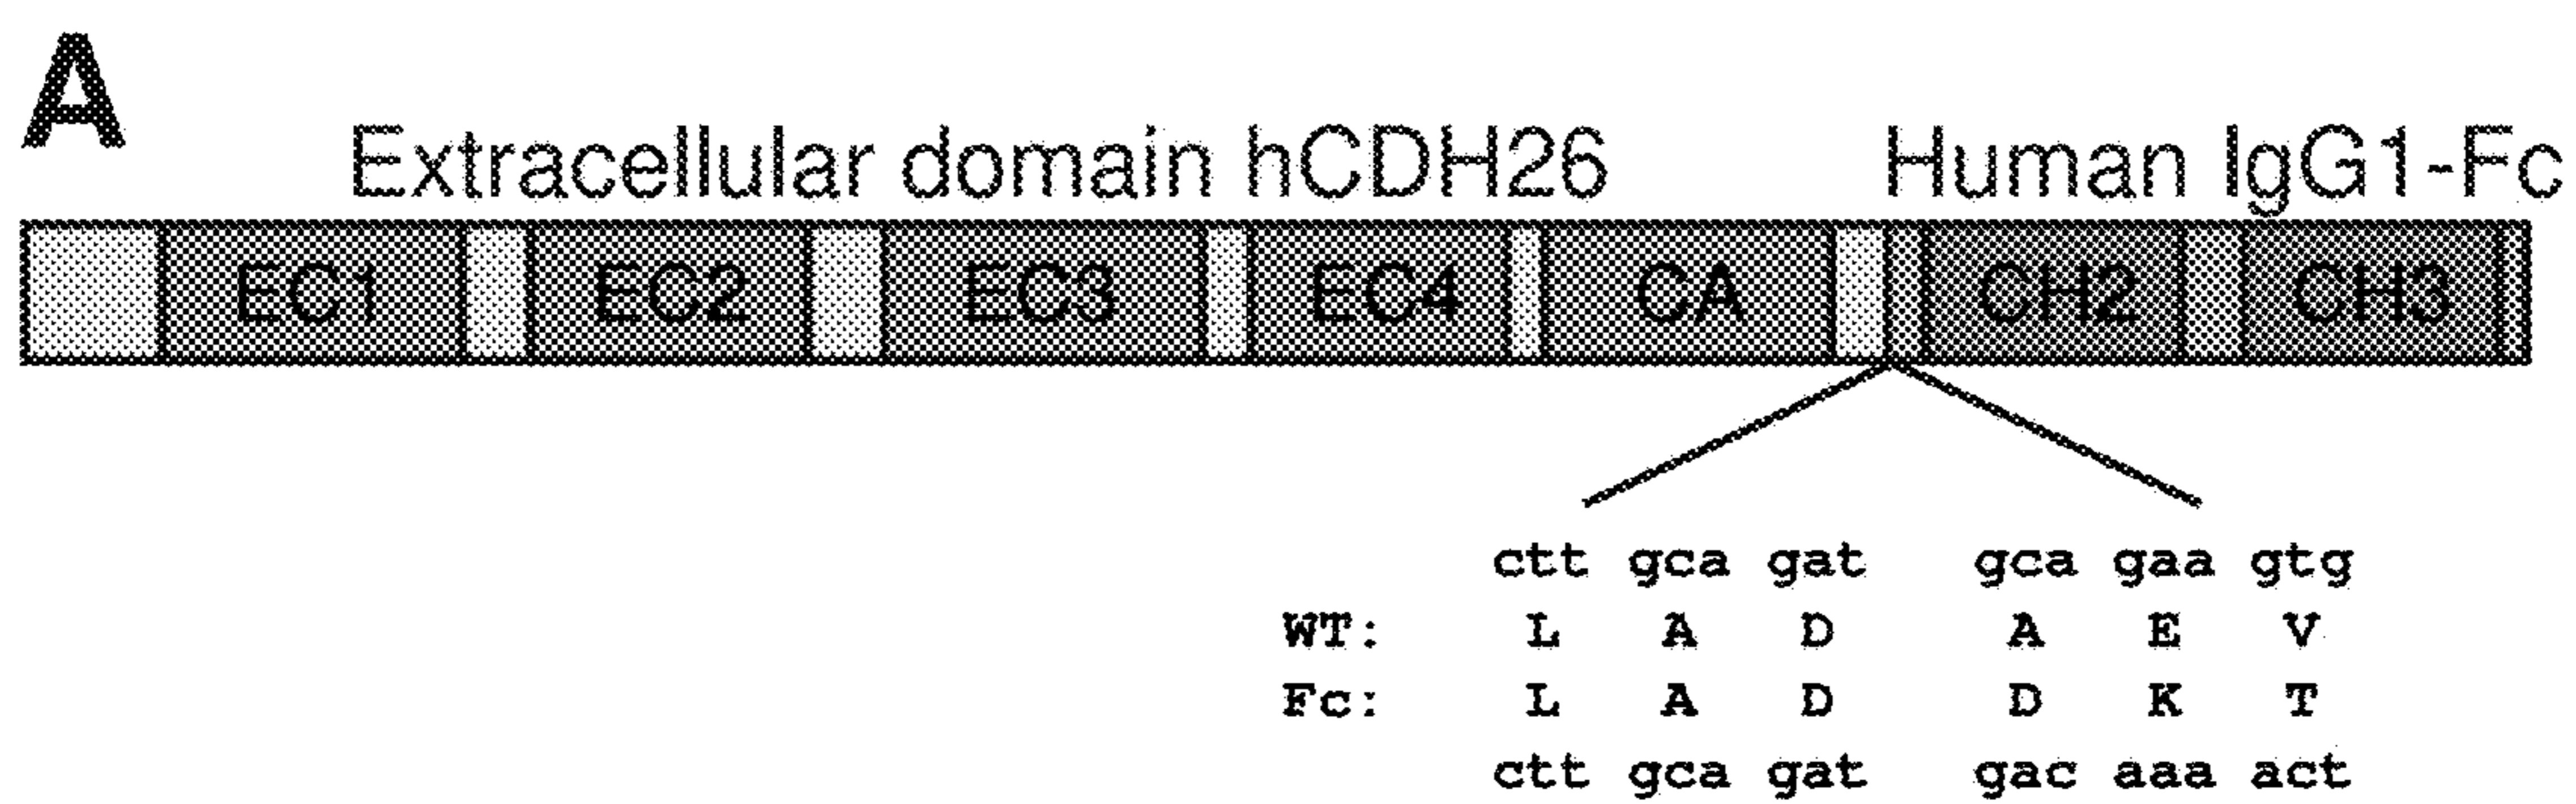 A
Extracellular domain hCDH26 Human IgG1-Fc
EC1 EC2 EC3 EC4 CA CH2 CH3
ctt gca gat gca gaa gtg
WT: L A D A E V
Fc: L A D D K T
ctt gca gat gac aaa act